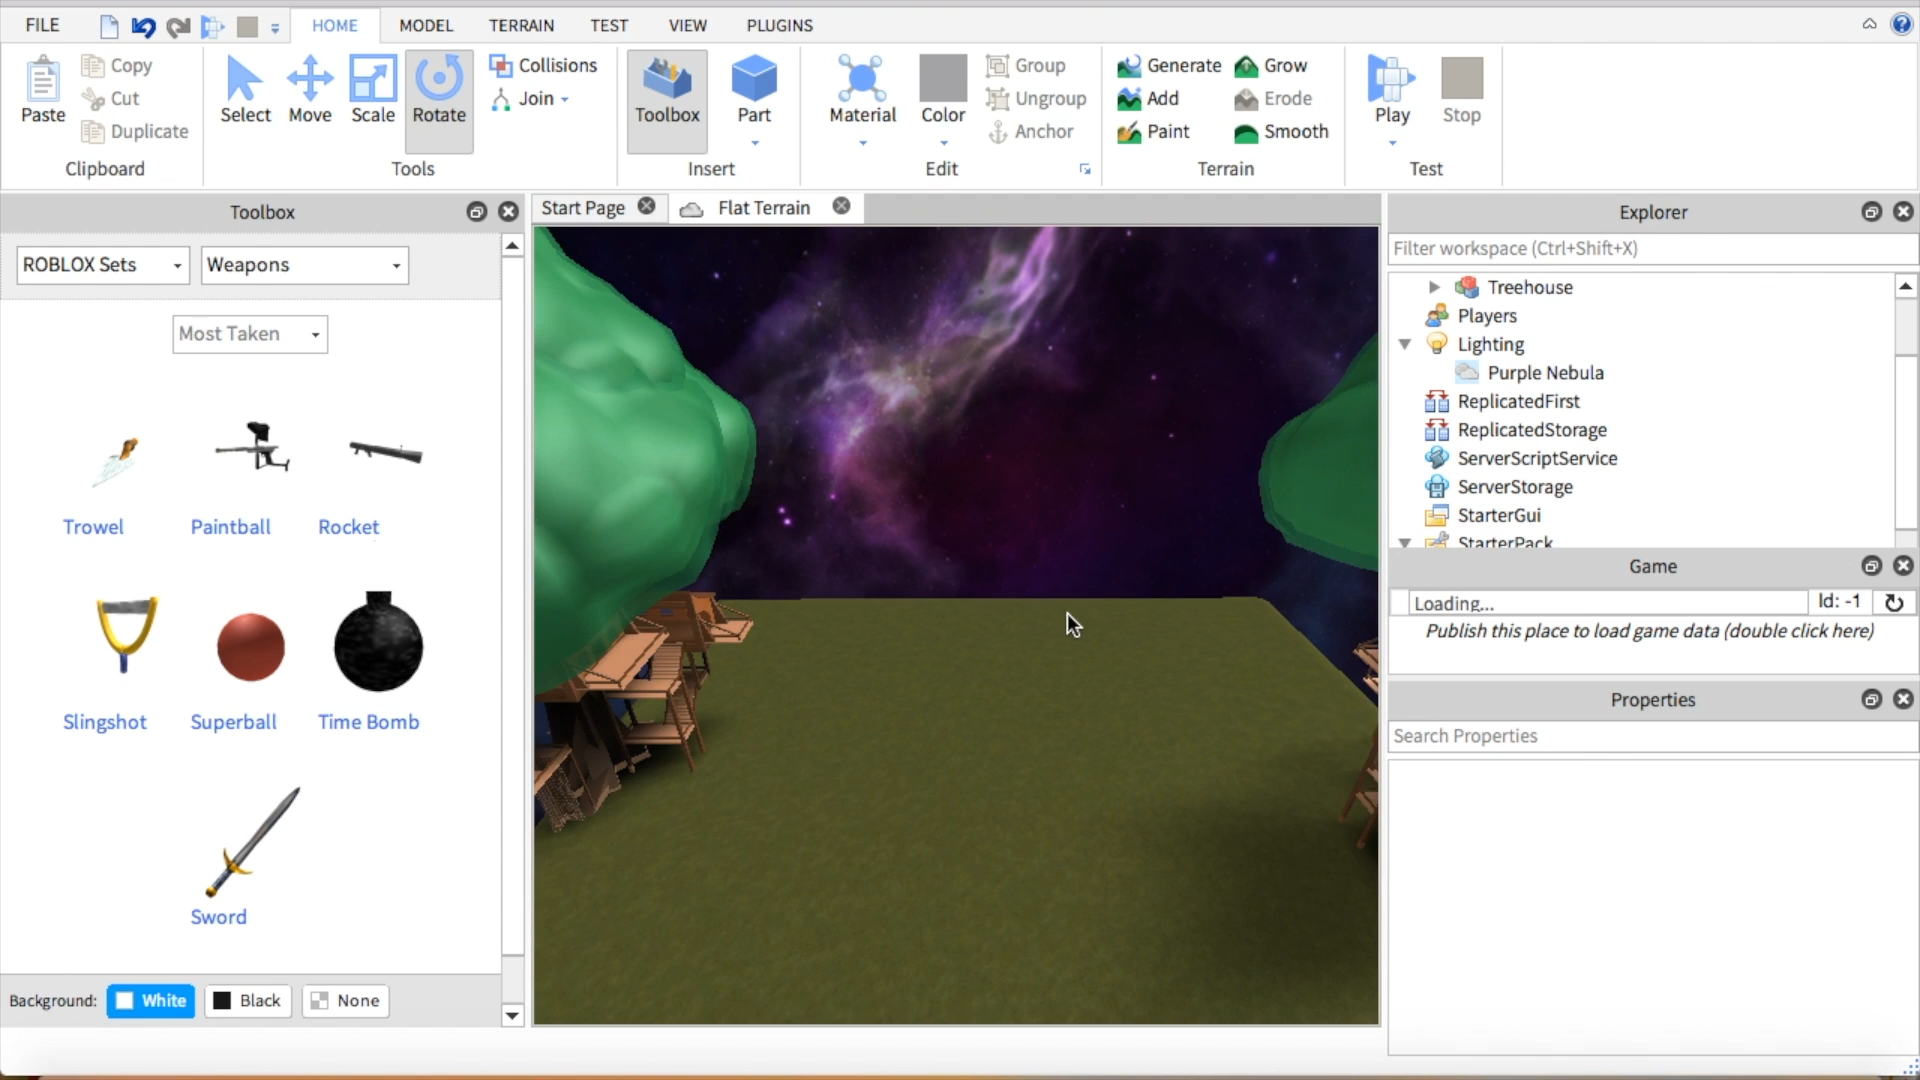 FILE
HOME
MODEL
TERRAIN
TEST
VIEW
PLUGINS
Paste
Copy
Cut
Duplicate
Clipboard
Select
Move
Scale
Rotate
Collisions
Join
Tools
Toolbox
Part
Insert
Material
Color
Group
Ungroup
Anchor
Edit
Generate
Add
Paint
Grow
Erode
Smooth
Terrain
Play
Stop
Test
Toolbox
ROBLOX Sets
Weapons
Most Taken
Trowel
Paintball
Rocket
Slingshot
Superball
Time Bomb
Sword
Background:
White
Black
None
Start Page
Flat Terrain
Explorer
Filter workspace (Ctrl+Shift+X)
Treehouse
Players
Lighting
Purple Nebula
ReplicatedFirst
ReplicatedStorage
ServerScriptService
ServerStorage
StarterGui
StarterPack
Game
Loading...
Id: -1
Publish this place to load game data (double click here)
Properties
Search Properties